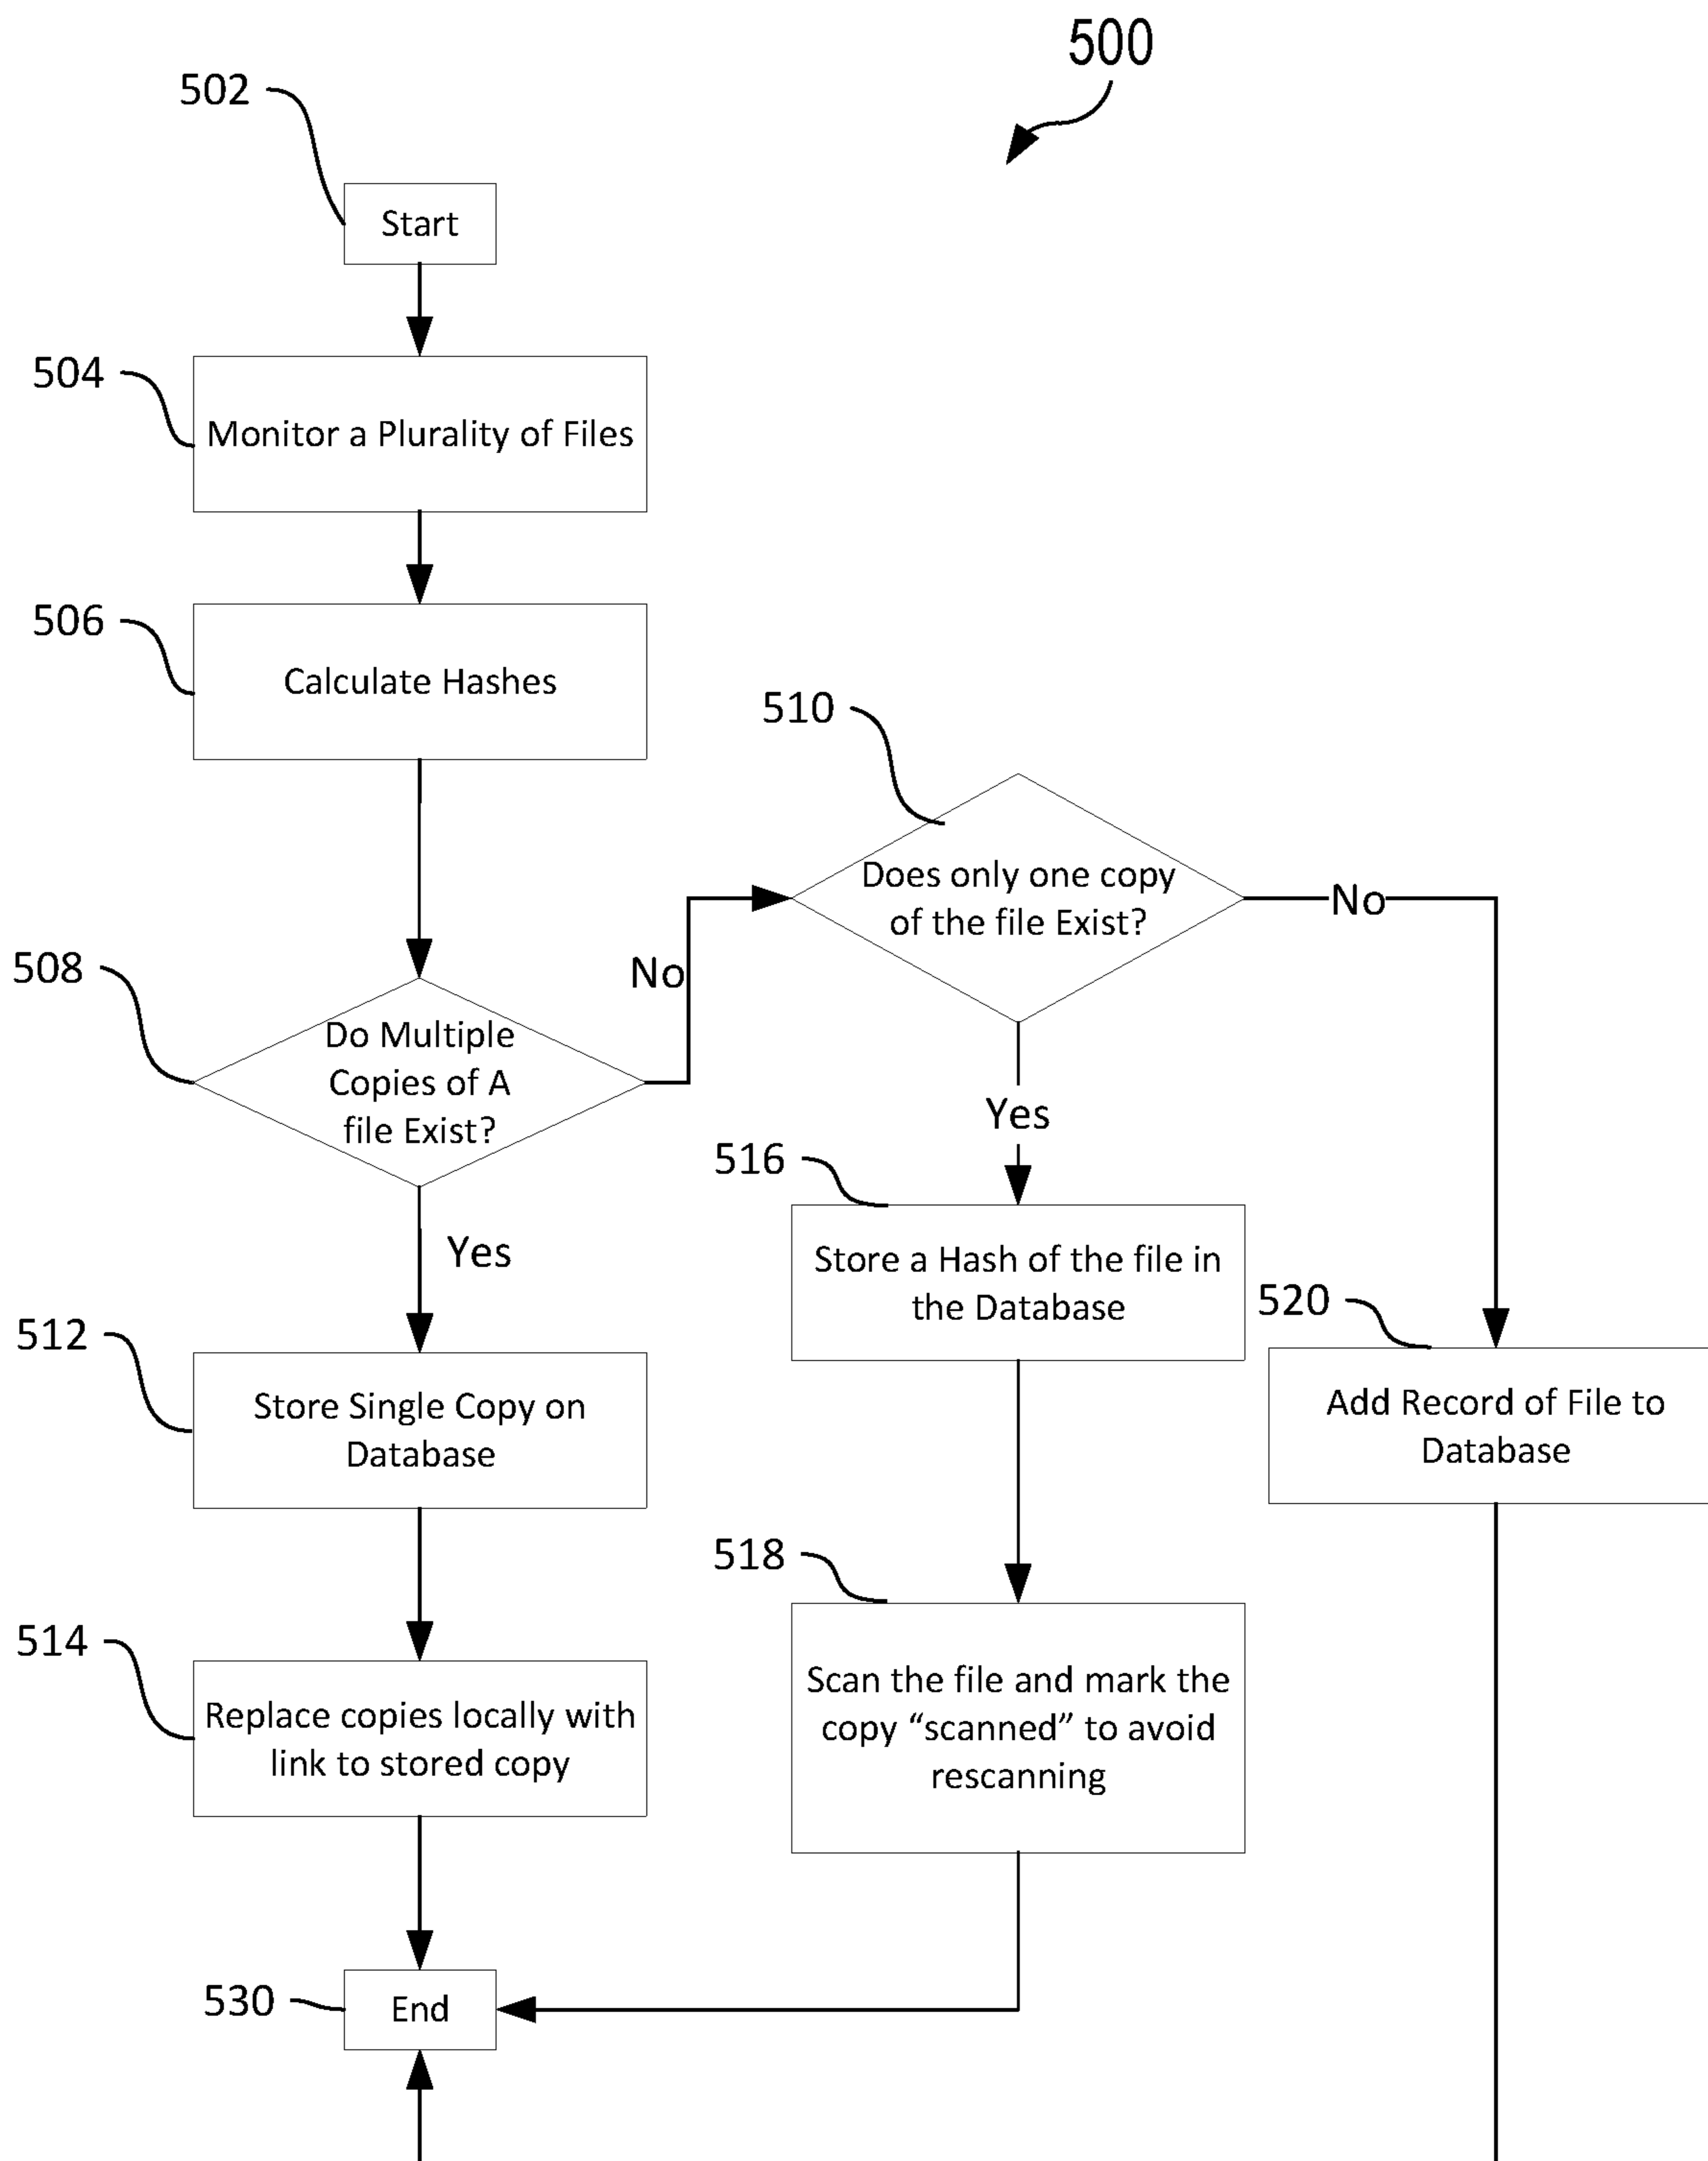 500
502
Start
504
Monitor a Plurality of Files
506
Calculate Hashes
510
Does only one copy
of the file Exist?
No
508
Do Multiple
Copies of A
file Exist?
No
Yes
Yes
516
Store a Hash of the file in
the Database
520
Add Record of File to
Database
512
Store Single Copy on
Database
518
Scan the file and mark the
copy “scanned” to avoid
rescanning
514
Replace copies locally with
link to stored copy
530
End